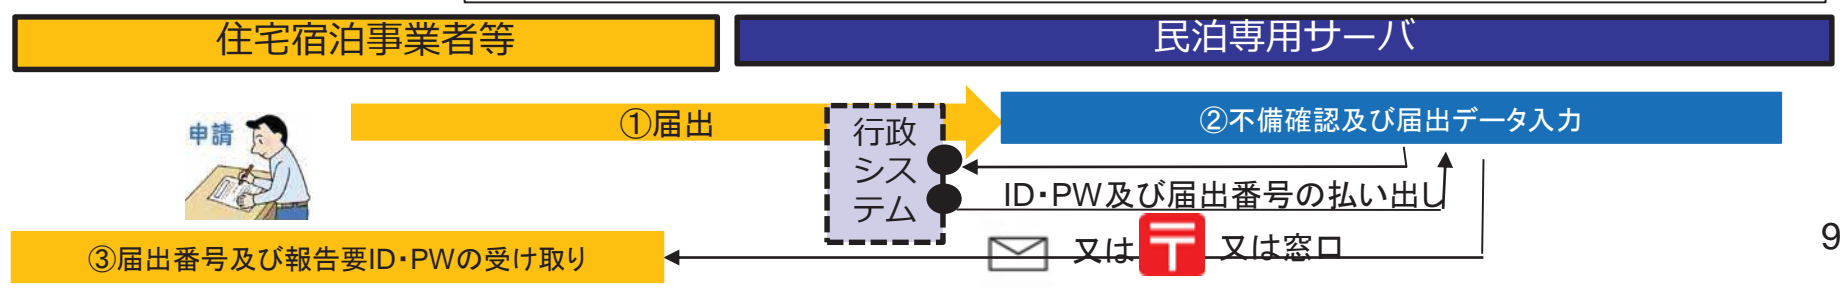 住宅宿泊事業者等
民泊専用サーバ
申請
①届出
行政
シス
テム
②不備確認及び届出データ入力
ID・PW及び届出番号の払い出し
③届出番号及び報告要ID・PWの受け取り
又は〒又は窓口
9